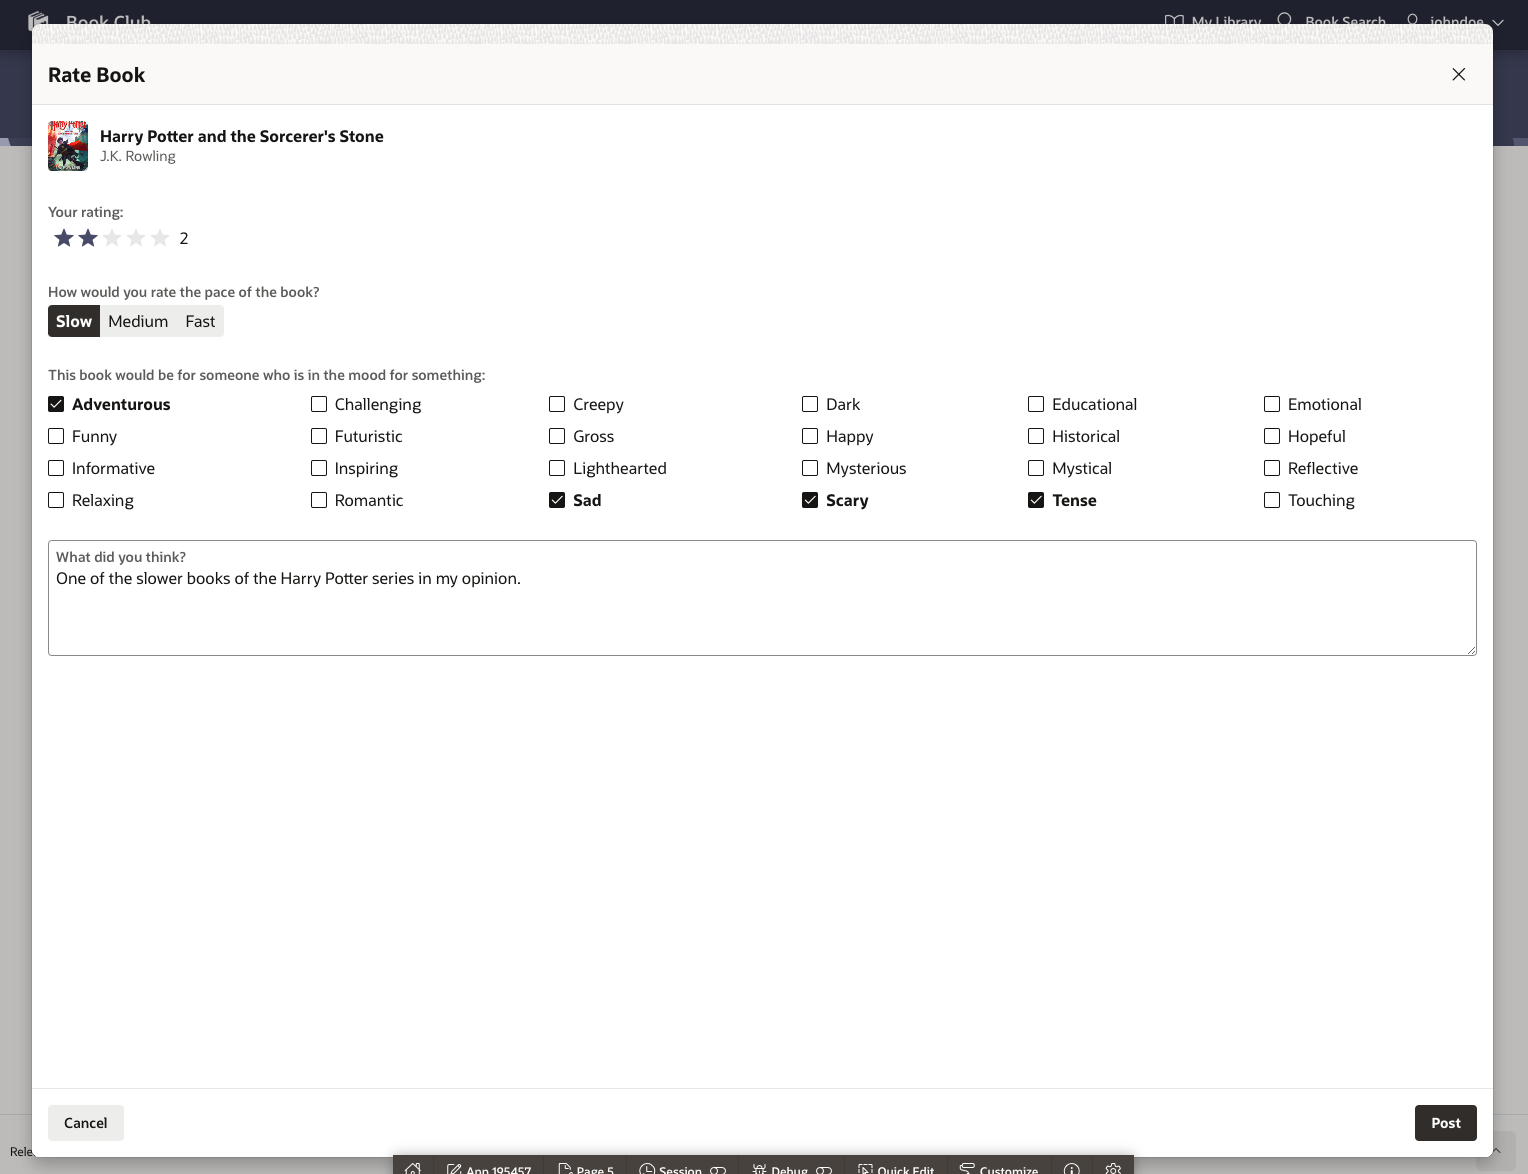 Book Club
My Library Book Search johndoe
Rate Book
Harry Potter and the Sorcerer's Stone
J.K. Rowling
Your rating:
2
How would you rate the pace of the book?
Slow Medium Fast
This book would be for someone who is in the mood for something:
Adventurous Challenging Creepy Dark Educational Emotional
Funny Futuristic Gross Happy Historical Hopeful
Informative Inspiring Lighthearted Mysterious Mystical Reflective
Relaxing Romantic Sad Scary Tense Touching
What did you think?
One of the slower books of the Harry Potter series in my opinion.
Cancel Post
Rele
App 195457 Page 5 Session Debug Quick Edit Customize